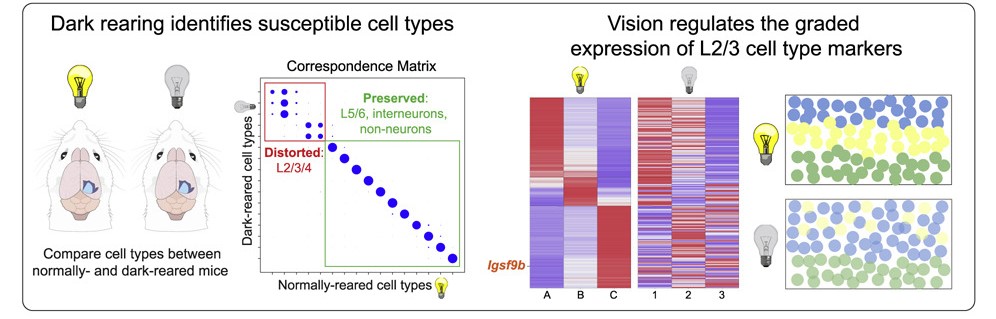 Dark rearing identifies susceptible cell types
Correspondence Matrix
Dark-reared cell types
Preserved:
L5/6, interneurons,
non-neurons
Distorted:
L2/3/4
Compare cell types between
normally- and dark-reared mice
Normally-reared cell types
Vision regulates the graded
expression of L2/3 cell type markers
Igsf9b
A B C 1 2 3